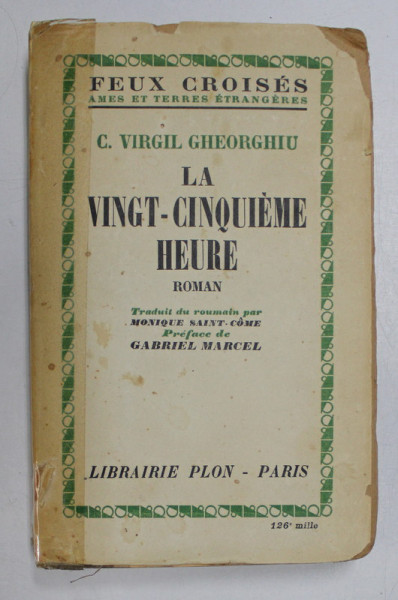 FEUX CROISÉS
AMES ET TERRES ÉTRANGÈRES
C. VIRGIL GHEORGHIU
LA
VINGT-CINQUIÈME
HEURE
ROMAN
Traduit du roumain par
MONIQUE SAINT-CÔME
Préface de
GABRIEL MARCEL
LIBRAIRIE PLON - PARIS
126e mille